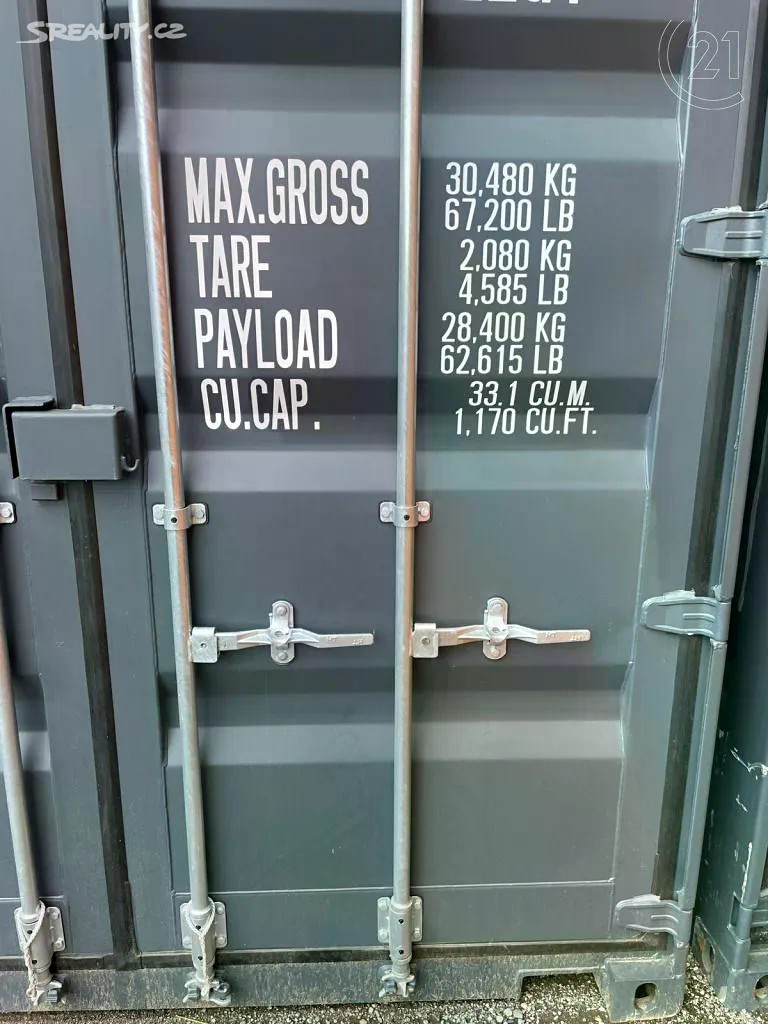 SREALITY.CZ
21
MAX.GROSS 30,480 KG
67,200 LB
TARE 2,080 KG
4,585 LB
PAYLOAD 28,400 KG
62,615 LB
CU.CAP. 33.1 CU.M.
1,170 CU.FT.